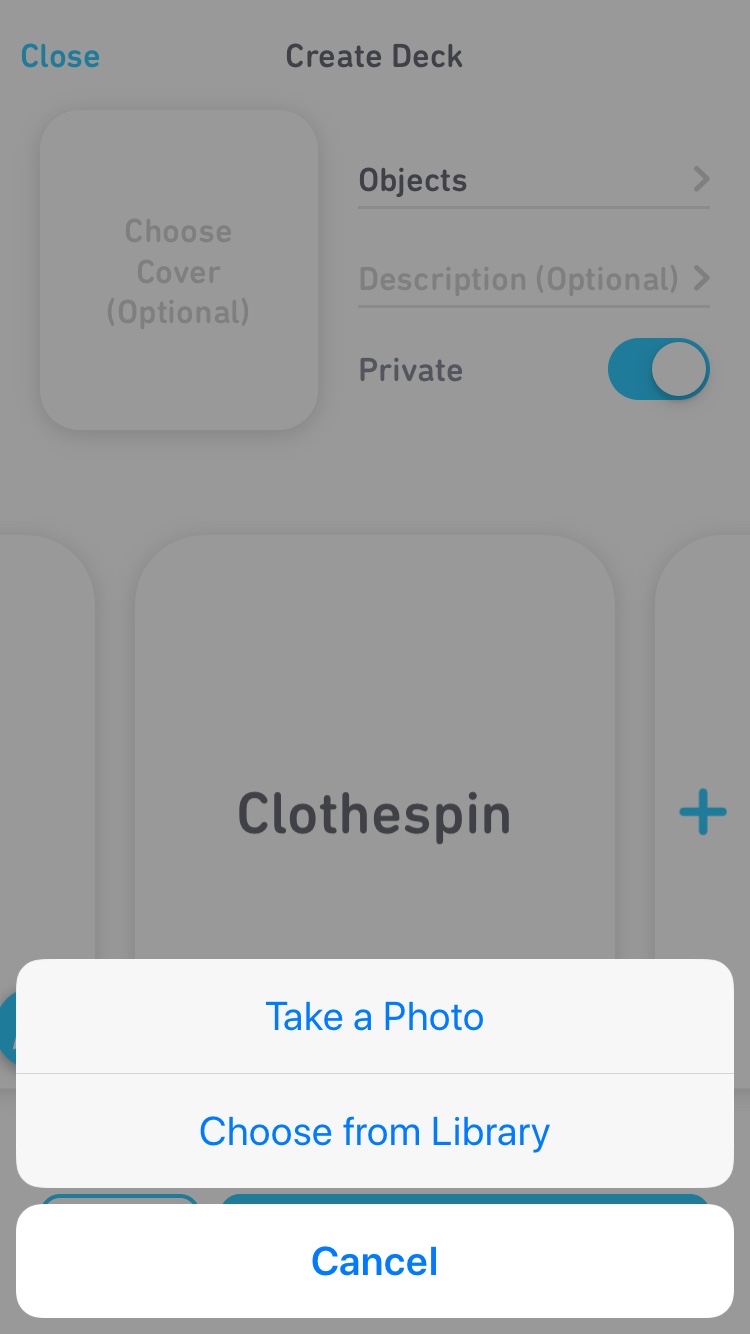 Close
Create Deck
Choose
Cover
(Optional)
Objects
Description (Optional)
Private
Clothespin
Take a Photo
Choose from Library
Cancel